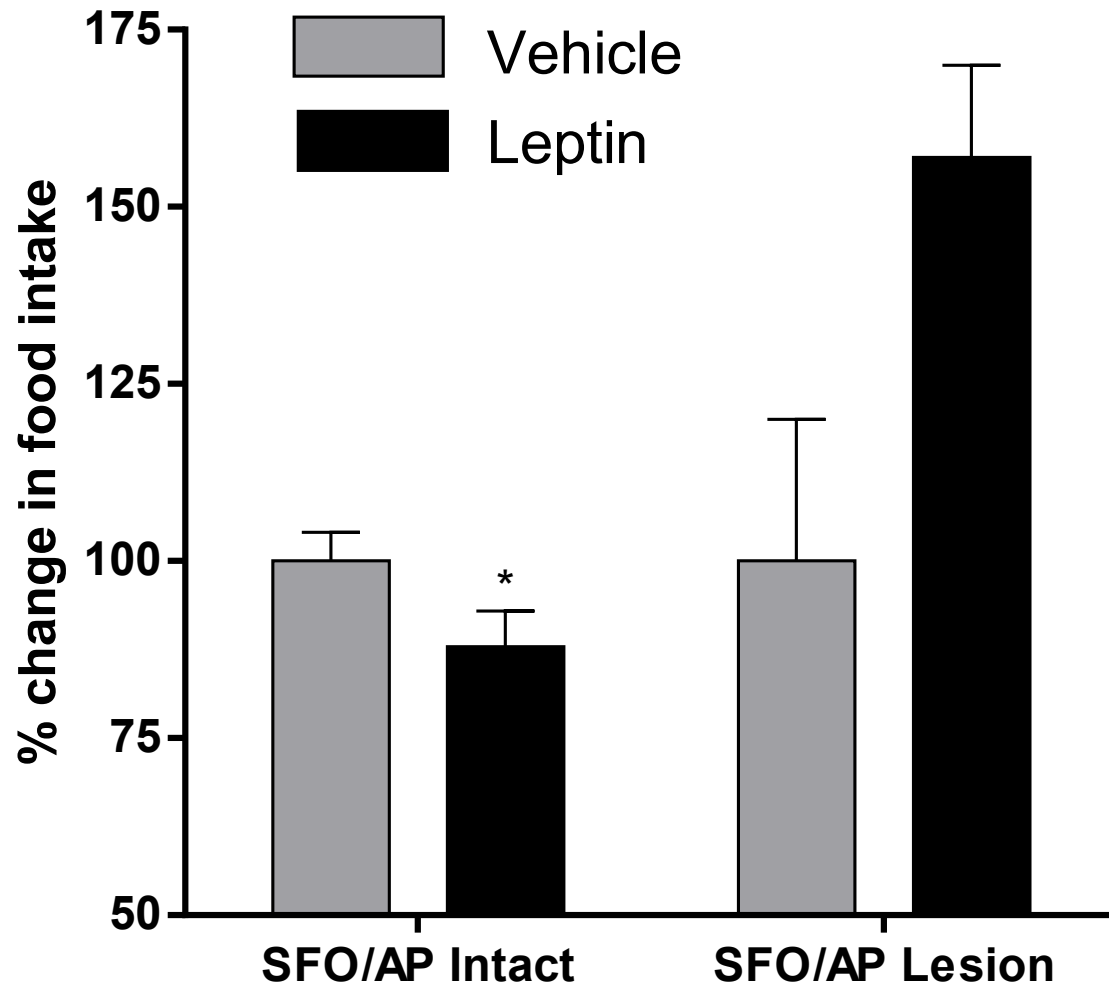 Vehicle
Leptin
% change in food intake
175
150
125
100
75
50
*
SFO/AP Intact
SFO/AP Lesion